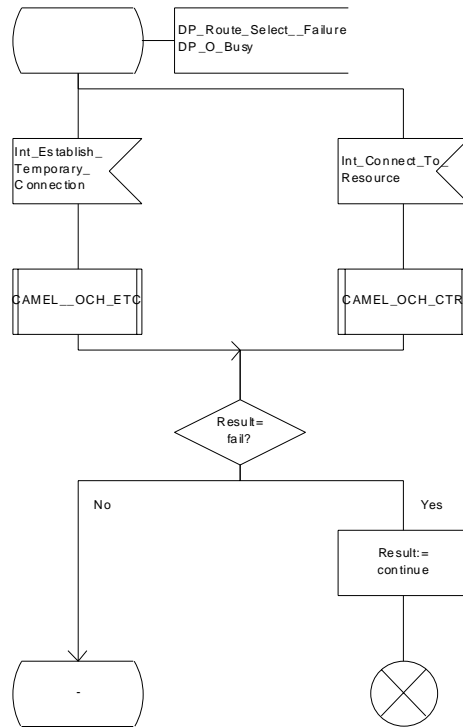 DP_Route_Select__Failure
DP_O_Busy
Int_Establish_
Temporary_
Connection
Int_Connect_To_
Resource
CAMEL__OCH_ETC
CAMEL_OCH_CTR
Result=
fail?
No
Yes
Result:=
continue
-